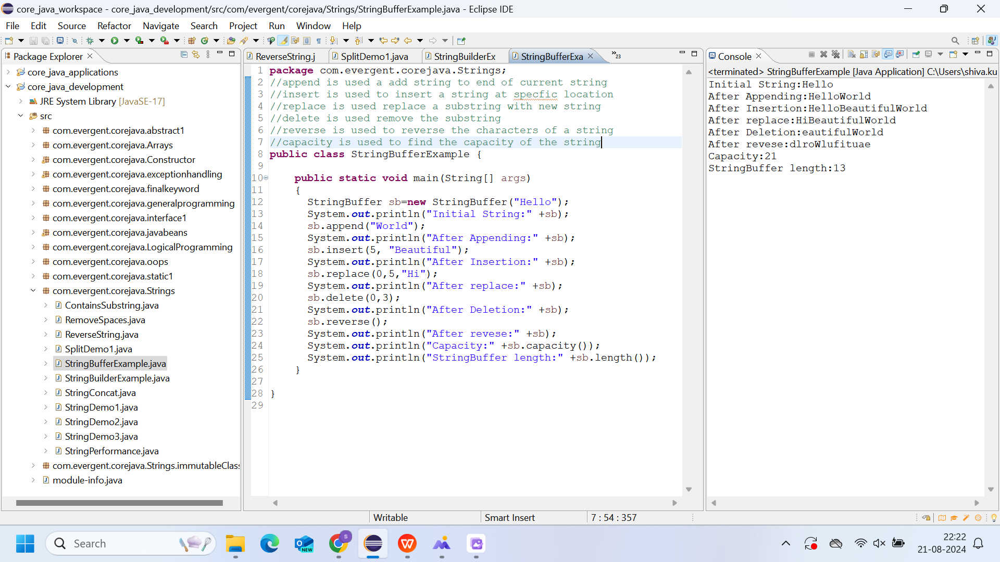 core_java_workspace - core_java_development/src/com/evergent/corejava/Strings/StringBufferExample.java - Eclipse IDE
File Edit Source Refactor Navigate Search Project Run Window Help
Package Explorer
core_java_applications
core_java_development
JRE System Library [JavaSE-17]
src
com.evergent.corejava.abstract1
com.evergent.corejava.Arrays
com.evergent.corejava.Constructor
com.evergent.corejava.exceptionhandling
com.evergent.corejava.finalkeyword
com.evergent.corejava.generalprogramming
com.evergent.corejava.interface1
com.evergent.corejava.javabeans
com.evergent.corejava.LogicalProgramming
com.evergent.corejava.oops
com.evergent.corejava.static1
com.evergent.corejava.Strings
ContainsSubstring.java
RemoveSpaces.java
ReverseString.java
SplitDemo1.java
StringBufferExample.java
StringBuilderExample.java
StringConcat.java
StringDemo1.java
StringDemo2.java
StringDemo3.java
StringPerformance.java
com.evergent.corejava.Strings.immutableClas
module-info.java
ReverseString.j SplitDemo1.java StringBuilderEx StringBufferExa »23
1 package com.evergent.corejava.Strings;
2 //append is used a add string to end of current string
3 //insert is used to insert a string at specfic location
4 //replace is used replace a substring with new string
5 //delete is used remove the substring
6 //reverse is used to reverse the characters of a string
7 //capacity is used to find the capacity of the string
8 public class StringBufferExample {
9
10 public static void main(String[] args)
11 {
12 StringBuffer sb=new StringBuffer("Hello");
13 System.out.println("Initial String:" +sb);
14 sb.append("World");
15 System.out.println("After Appending:" +sb);
16 sb.insert(5, "Beautiful");
17 System.out.println("After Insertion:" +sb);
18 sb.replace(0,5,"Hi");
19 System.out.println("After replace:" +sb);
20 sb.delete(0,3);
21 System.out.println("After Deletion:" +sb);
22 sb.reverse();
23 System.out.println("After revese:" +sb);
24 System.out.println("Capacity:" +sb.capacity());
25 System.out.println("StringBuffer length:" +sb.length());
26 }
27
28 }
29
Console
<terminated> StringBufferExample [Java Application] C:\Users\shiva.ku
Initial String:Hello
After Appending:HelloWorld
After Insertion:HelloBeautifulWorld
After replace:HiBeautifulWorld
After Deletion:eautifulWorld
After revese:dlroWlufituae
Capacity:21
StringBuffer length:13
Writable Smart Insert 7 : 54 : 357
Search
NEW
S
W
22:22
21-08-2024